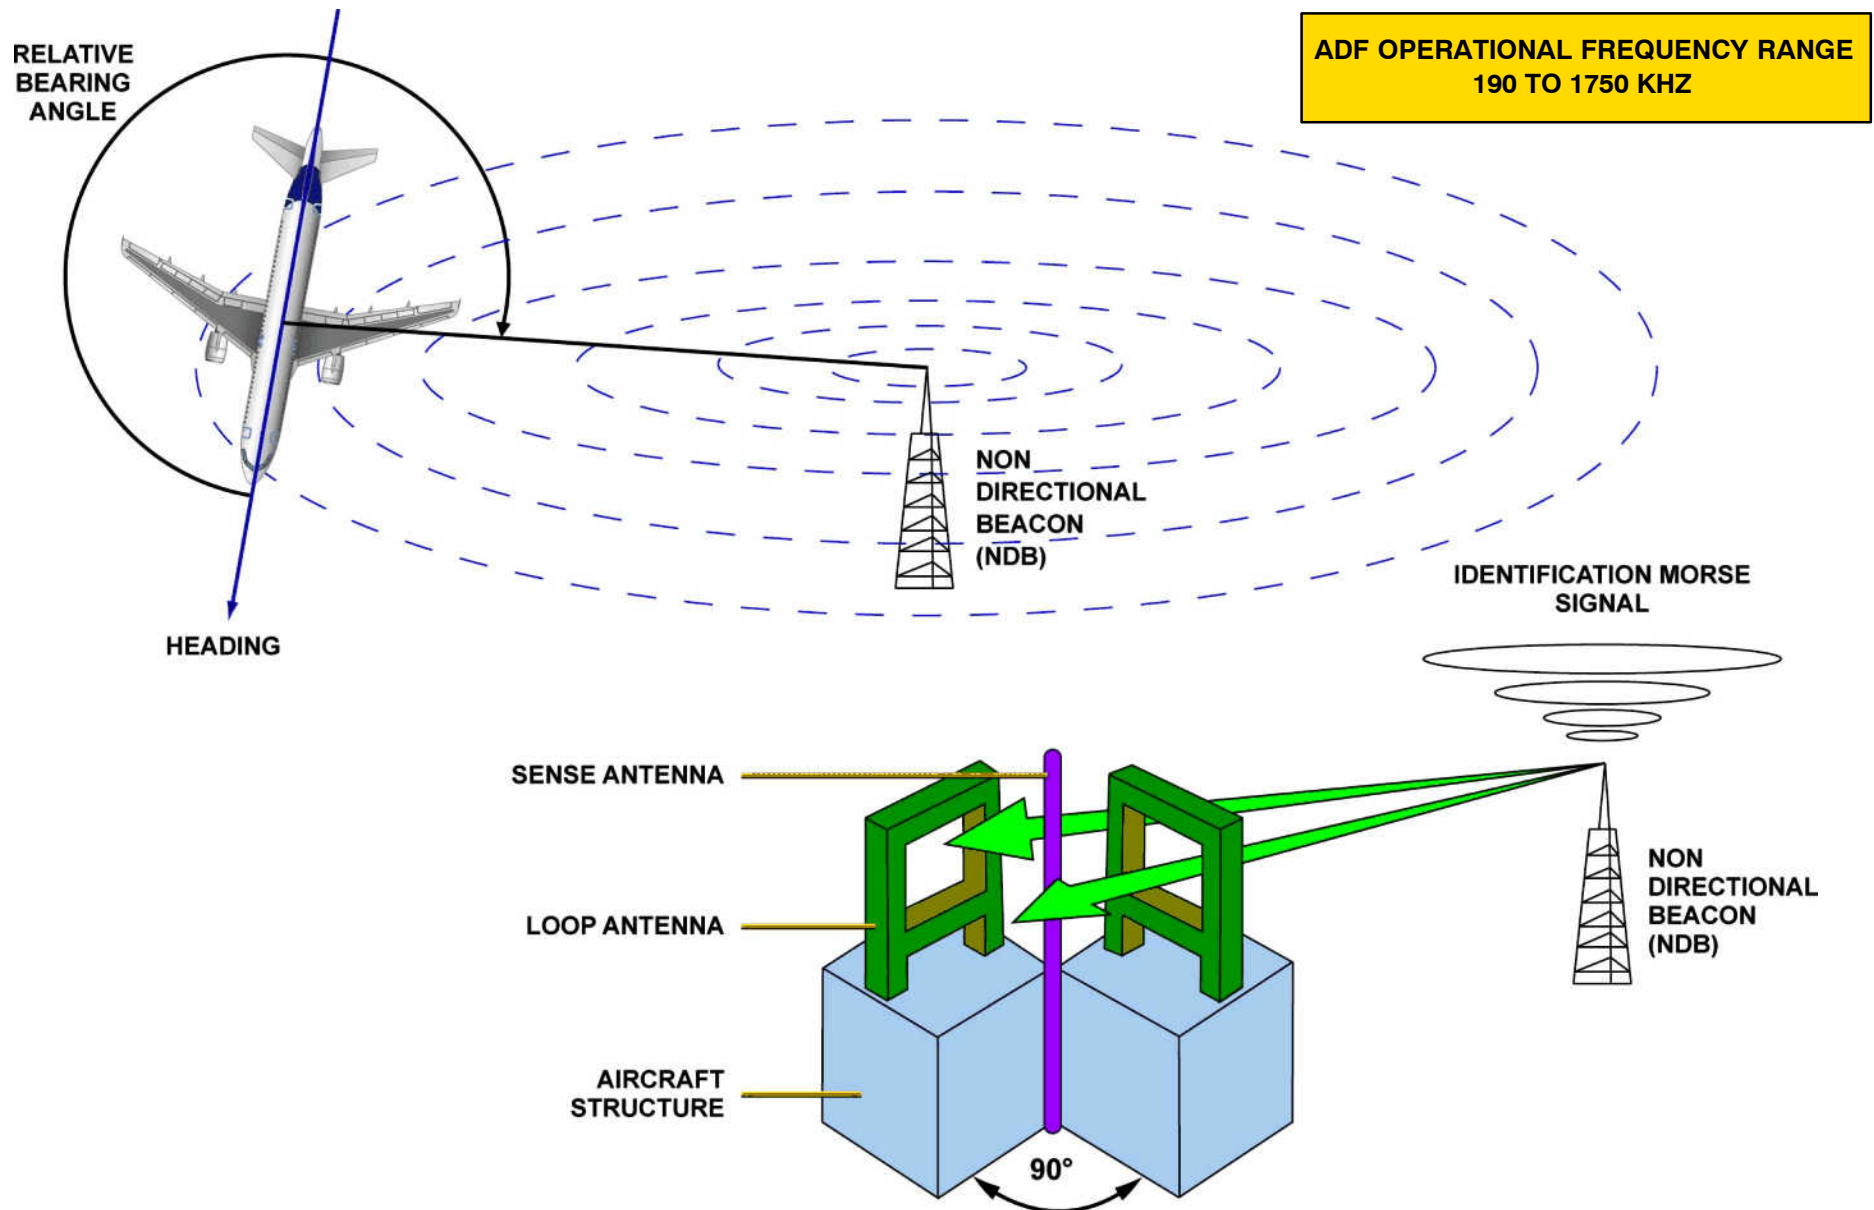 RELATIVE
BEARING
ANGLE
ADF OPERATIONAL FREQUENCY RANGE
190 TO 1750 KHZ
NON
DIRECTIONAL
BEACON
(NDB)
HEADING
IDENTIFICATION MORSE
SIGNAL
SENSE ANTENNA
LOOP ANTENNA
NON
DIRECTIONAL
BEACON
(NDB)
AIRCRAFT
STRUCTURE
90°